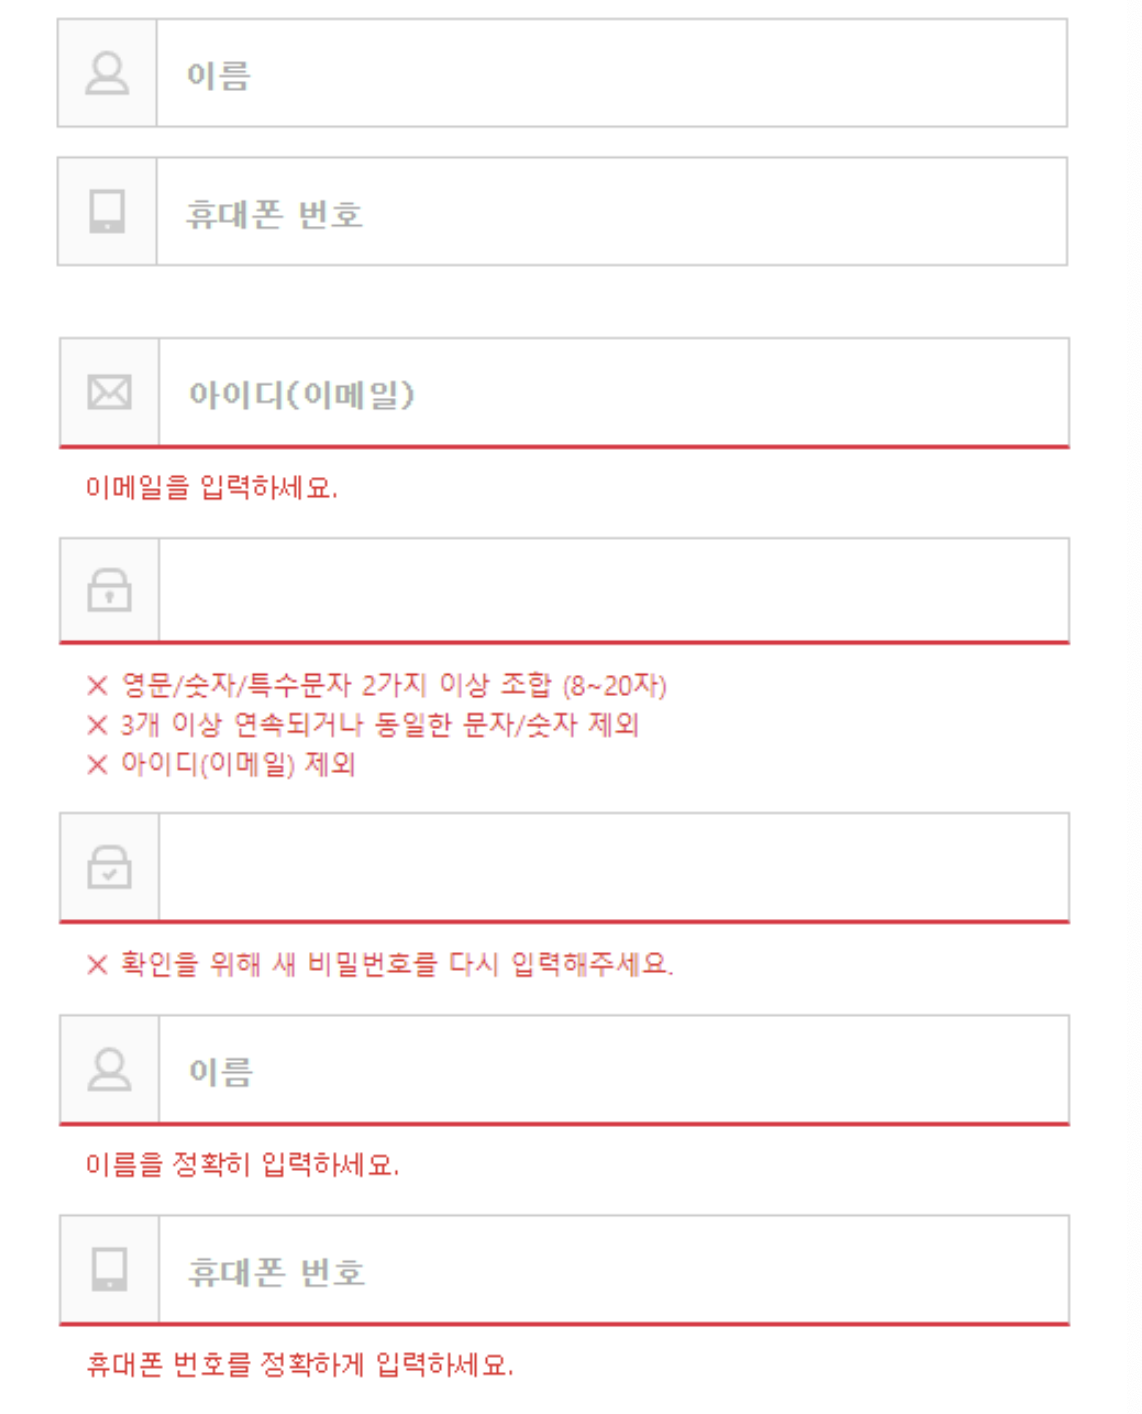 이름
휴대폰 번호
아이디(이메일)
이메일을 입력하세요.
✕ 영문/숫자/특수문자 2가지 이상 조합 (8~20자)
✕ 3개 이상 연속되거나 동일한 문자/숫자 제외
✕ 아이디(이메일) 제외
✕ 확인을 위해 새 비밀번호를 다시 입력해주세요.
이름
이름을 정확히 입력하세요.
휴대폰 번호
휴대폰 번호를 정확하게 입력하세요.